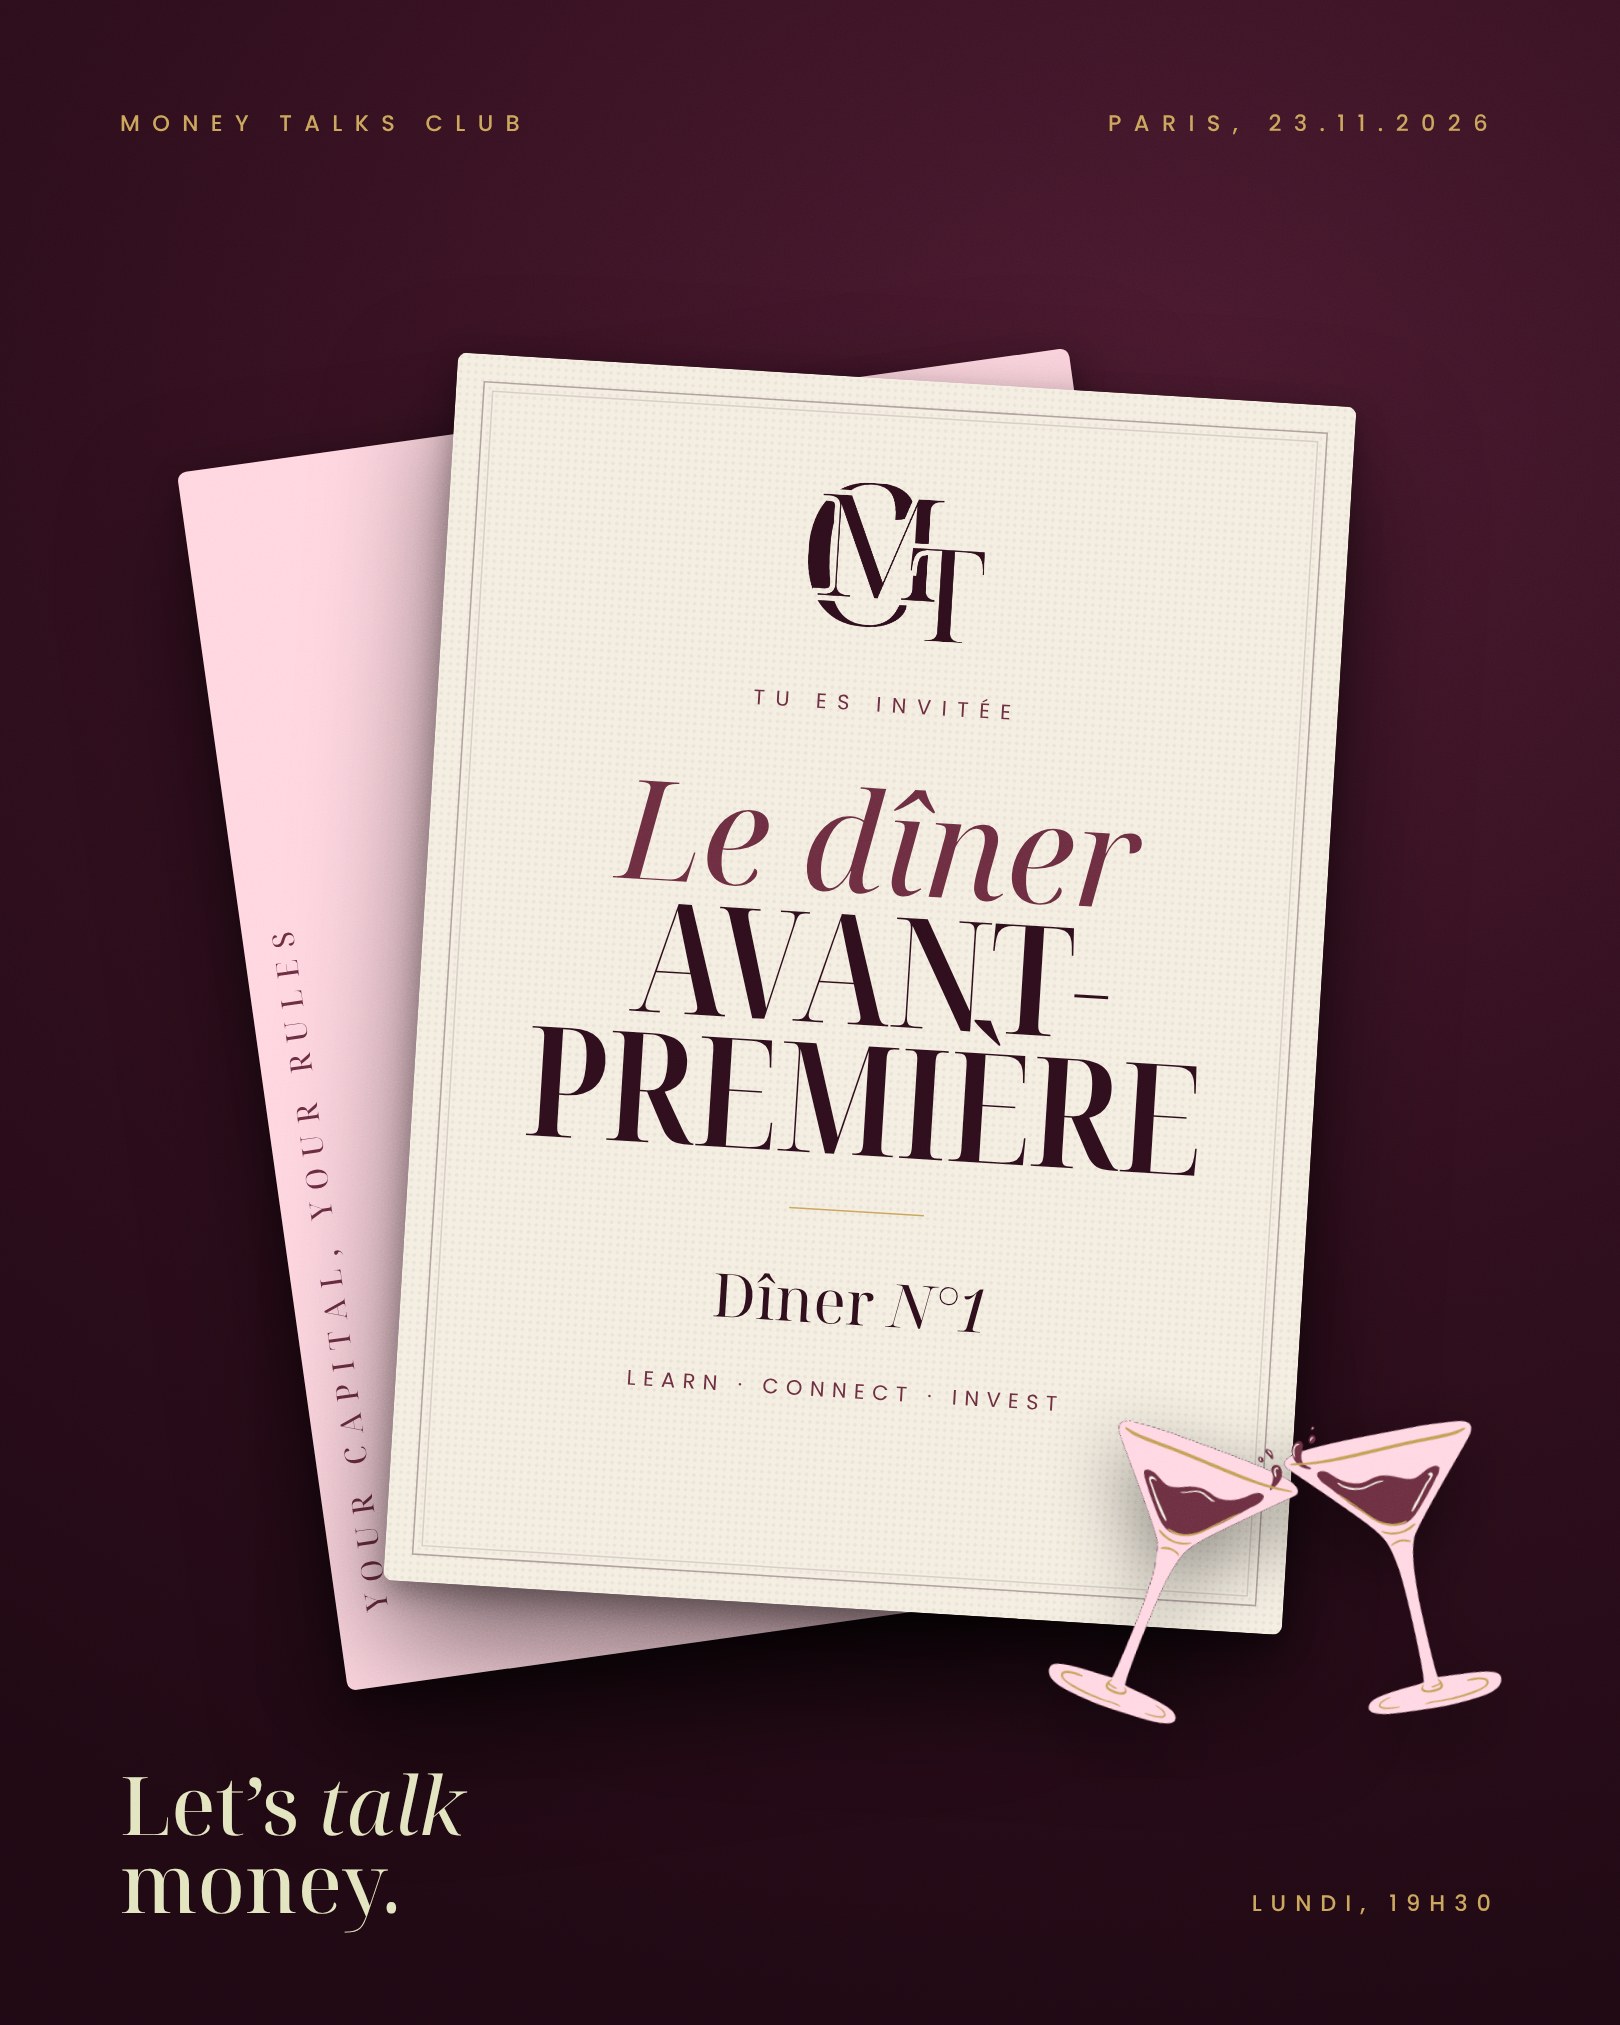 MONEY TALKS CLUB
PARIS, 23.11.2026
CMT
TU ES INVITÉE
Le dîner
AVANT-
PREMIÈRE
Dîner N°1
LEARN · CONNECT · INVEST
YOUR CAPITAL, YOUR RULES
Let’s talk
money.
LUNDI, 19H30